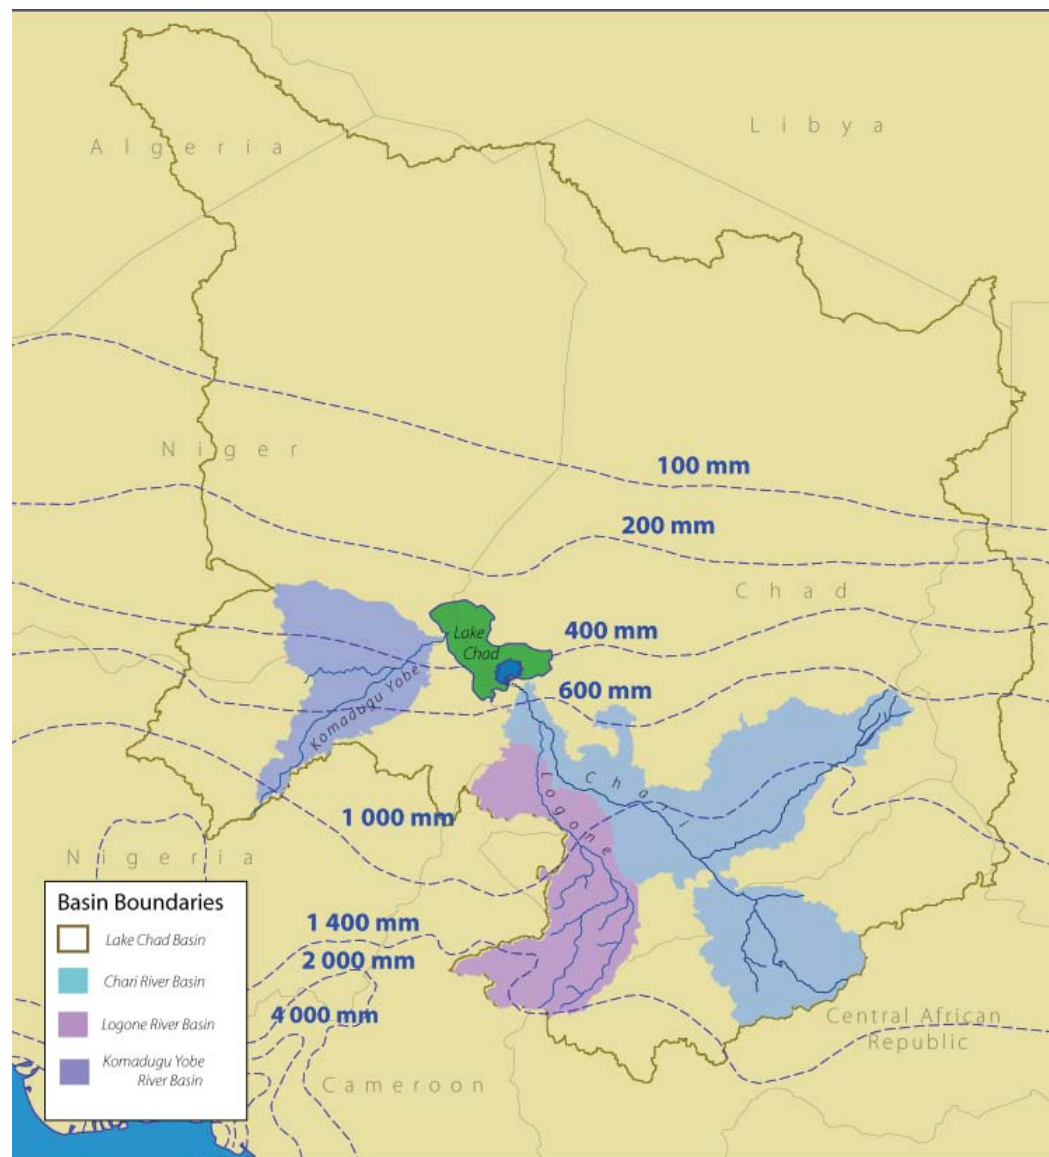 Libya
Algeria
Niger
100 mm
200 mm
Chad
Lake
Chad
400 mm
600 mm
Komadugu Yobe
Chari
Logone
1 000 mm
Nigeria
1 400 mm
2 000 mm
4 000 mm
Central African
Republic
Cameroon
Basin Boundaries
Lake Chad Basin
Chari River Basin
Logone River Basin
Komadugu Yobe
River Basin